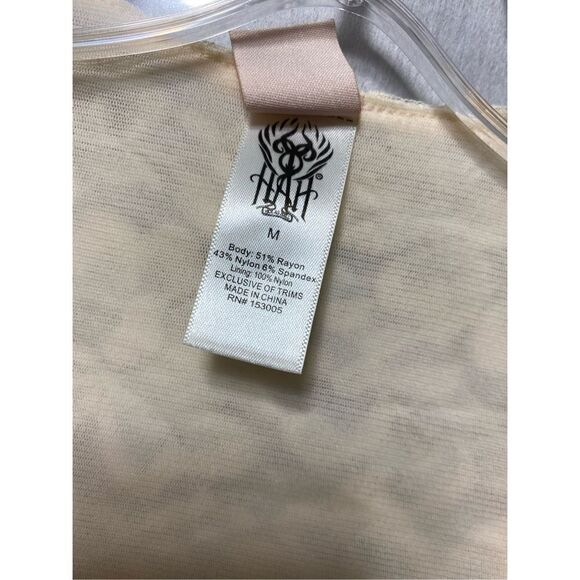 HAH
®
M
Body: 51% Rayon
43% Nylon 6% Spandex
Lining: 100% Nylon
EXCLUSIVE OF TRIMS
MADE IN CHINA
RN# 153005